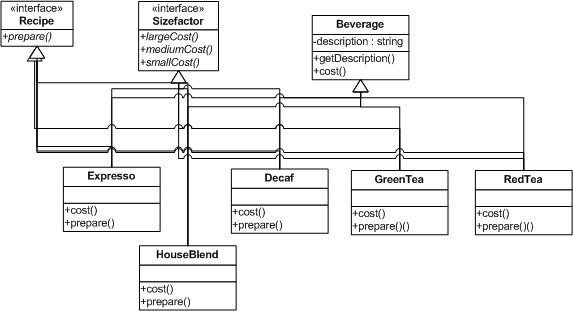 «interface»
Recipe
+prepare()
«interface»
Sizefactor
+largeCost()
+mediumCost()
+smallCost()
Beverage
-description : string
+getDescription()
+cost()
Expresso
+cost()
+prepare()
Decaf
+cost()
+prepare()
GreenTea
+cost()
+prepare()()
RedTea
+cost()
+prepare()()
HouseBlend
+cost()
+prepare()